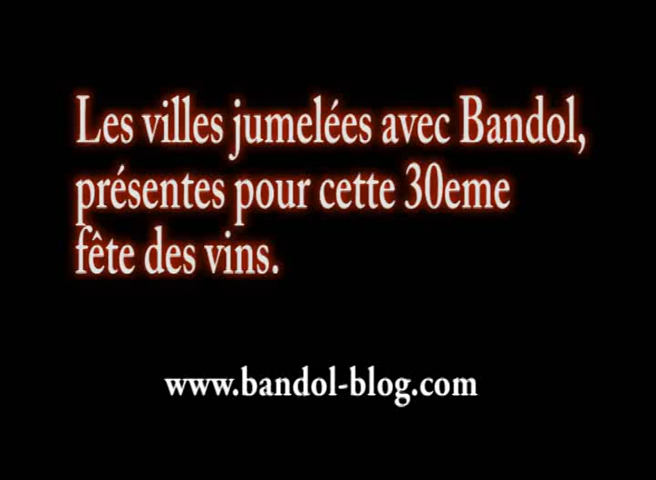 Les villes jumelées avec Bandol,
présentes pour cette 30eme
fête des vins.
www.bandol-blog.com